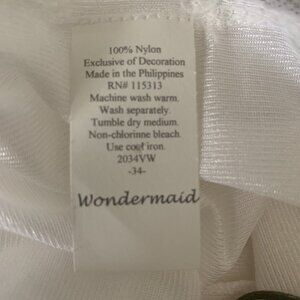 100% Nylon
Exclusive of Decoration
Made in the Philippines
RN# 115313
Machine wash warm.
Wash separately.
Tumble dry medium.
Non-chlorinne bleach.
Use cool iron.
2034VW
-34-
Wondermaid